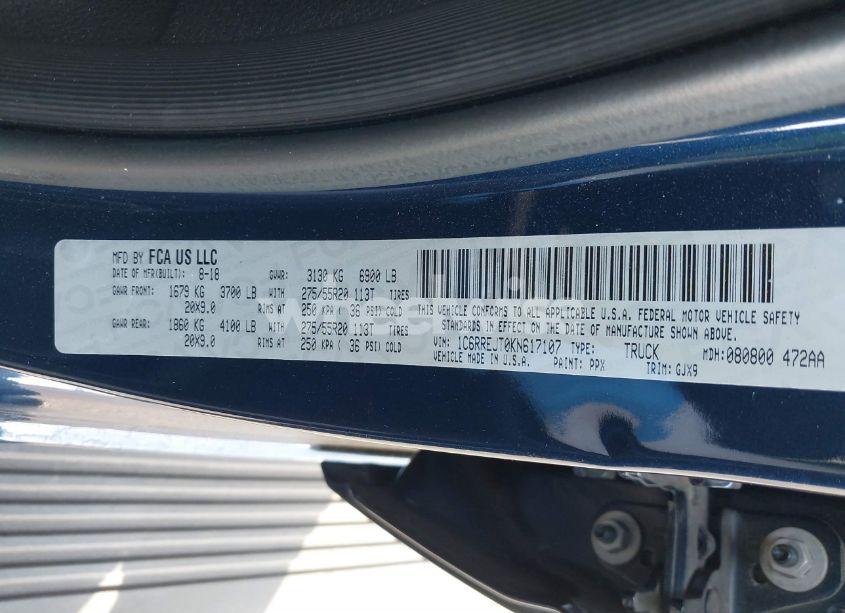 MFD BY FCA US LLC
DATE OF MFR(BUILT): 8-18 GVWR: 3130 KG 6900 LB
GAWR FRONT: 1679 KG 3700 LB WITH 275/55R20 113T TIRES
20X9.0 RIMS AT 250 KPA ( 36 PSI) COLD
GAWR REAR: 1860 KG 4100 LB WITH 275/55R20 113T TIRES
20X9.0 RIMS AT 250 KPA ( 36 PSI) COLD
THIS VEHICLE CONFORMS TO ALL APPLICABLE U.S.A. FEDERAL MOTOR VEHICLE SAFETY
STANDARDS IN EFFECT ON THE DATE OF MANUFACTURE SHOWN ABOVE.
VIN: 1C6RREJT0KN617107 TYPE: TRUCK MDH:080800 472AA
VEHICLE MADE IN U.S.A. PAINT: PPX TRIM: GJX9